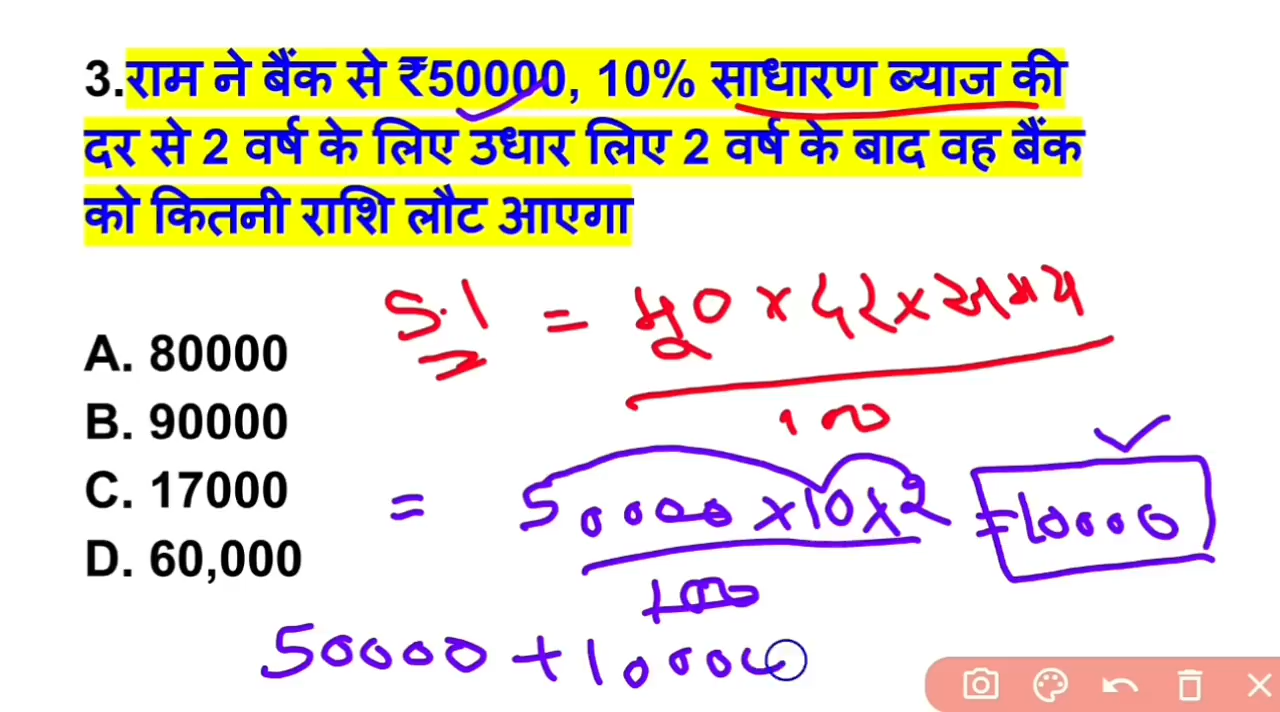 3.राम ने बैंक से ₹50000, 10% साधारण ब्याज की
दर से 2 वर्ष के लिए उधार लिए 2 वर्ष के बाद वह बैंक
को कितनी राशि लौट आएगा
S.I = मू0 × दर × समय
100
A. 80000
B. 90000
C. 17000
D. 60,000
= 50000 × 10 × 2 = 10000
100
50000 + 10000